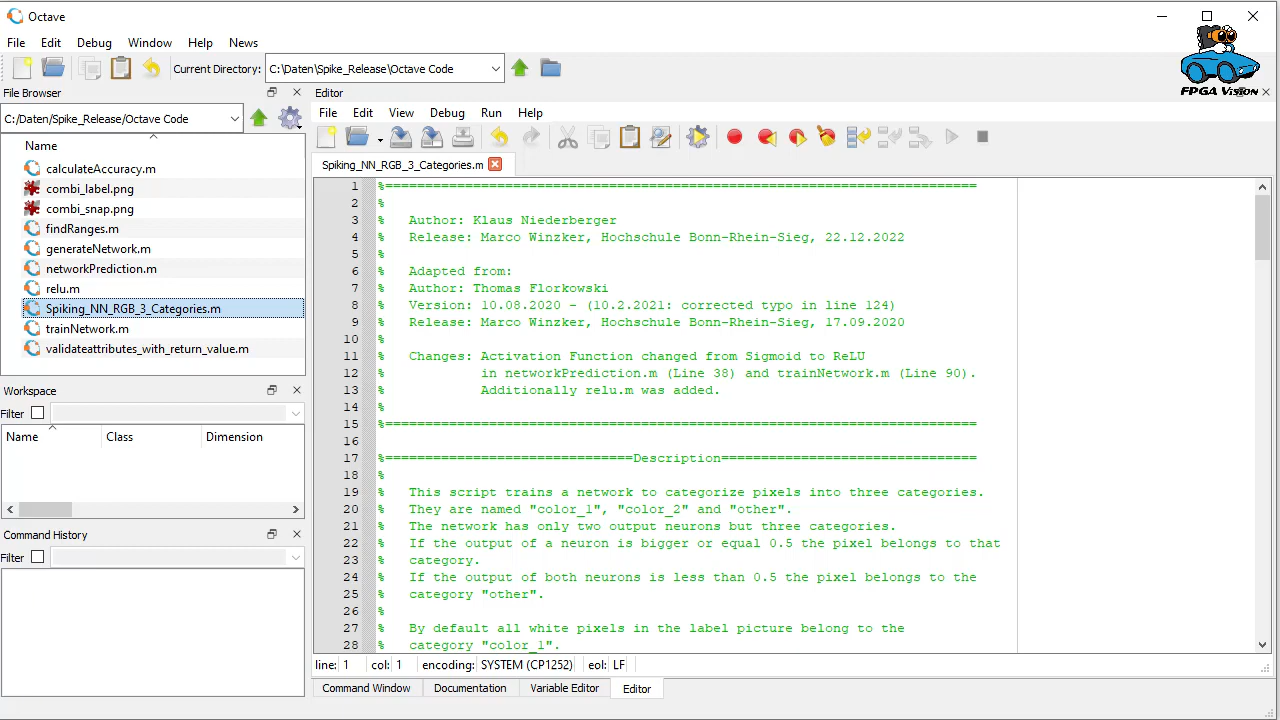 Octave
File Edit Debug Window Help News
Current Directory: C:\Daten\Spike_Release\Octave Code
FPGA Vision
File Browser
C:/Daten/Spike_Release/Octave Code
Name
calculateAccuracy.m
combi_label.png
combi_snap.png
findRanges.m
generateNetwork.m
networkPrediction.m
relu.m
Spiking_NN_RGB_3_Categories.m
trainNetwork.m
validateattributes_with_return_value.m
Workspace
Filter
Name Class Dimension
Command History
Filter
Editor
File Edit View Debug Run Help
Spiking_NN_RGB_3_Categories.m
1 %==========================================================================
2 %
3 %   Author: Klaus Niederberger
4 %   Release: Marco Winzker, Hochschule Bonn-Rhein-Sieg, 22.12.2022
5 %
6 %   Adapted from:
7 %   Author: Thomas Florkowski
8 %   Version: 10.08.2020 - (10.2.2021: corrected typo in line 124)
9 %   Release: Marco Winzker, Hochschule Bonn-Rhein-Sieg, 17.09.2020
10 %
11 %   Changes: Activation Function changed from Sigmoid to ReLU
12 %            in networkPrediction.m (Line 38) and trainNetwork.m (Line 90).
13 %            Additionally relu.m was added.
14 %
15 %==========================================================================
16
17 %===============================Description================================
18 %
19 %   This script trains a network to categorize pixels into three categories.
20 %   They are named "color_1", "color_2" and "other".
21 %   The network has only two output neurons but three categories.
22 %   If the output of a neuron is bigger or equal 0.5 the pixel belongs to that
23 %   category.
24 %   If the output of both neurons is less than 0.5 the pixel belongs to the
25 %   category "other".
26 %
27 %   By default all white pixels in the label picture belong to the
28 %   category "color_1".
line: 1 col: 1 encoding: SYSTEM (CP1252) eol: LF
Command Window Documentation Variable Editor Editor